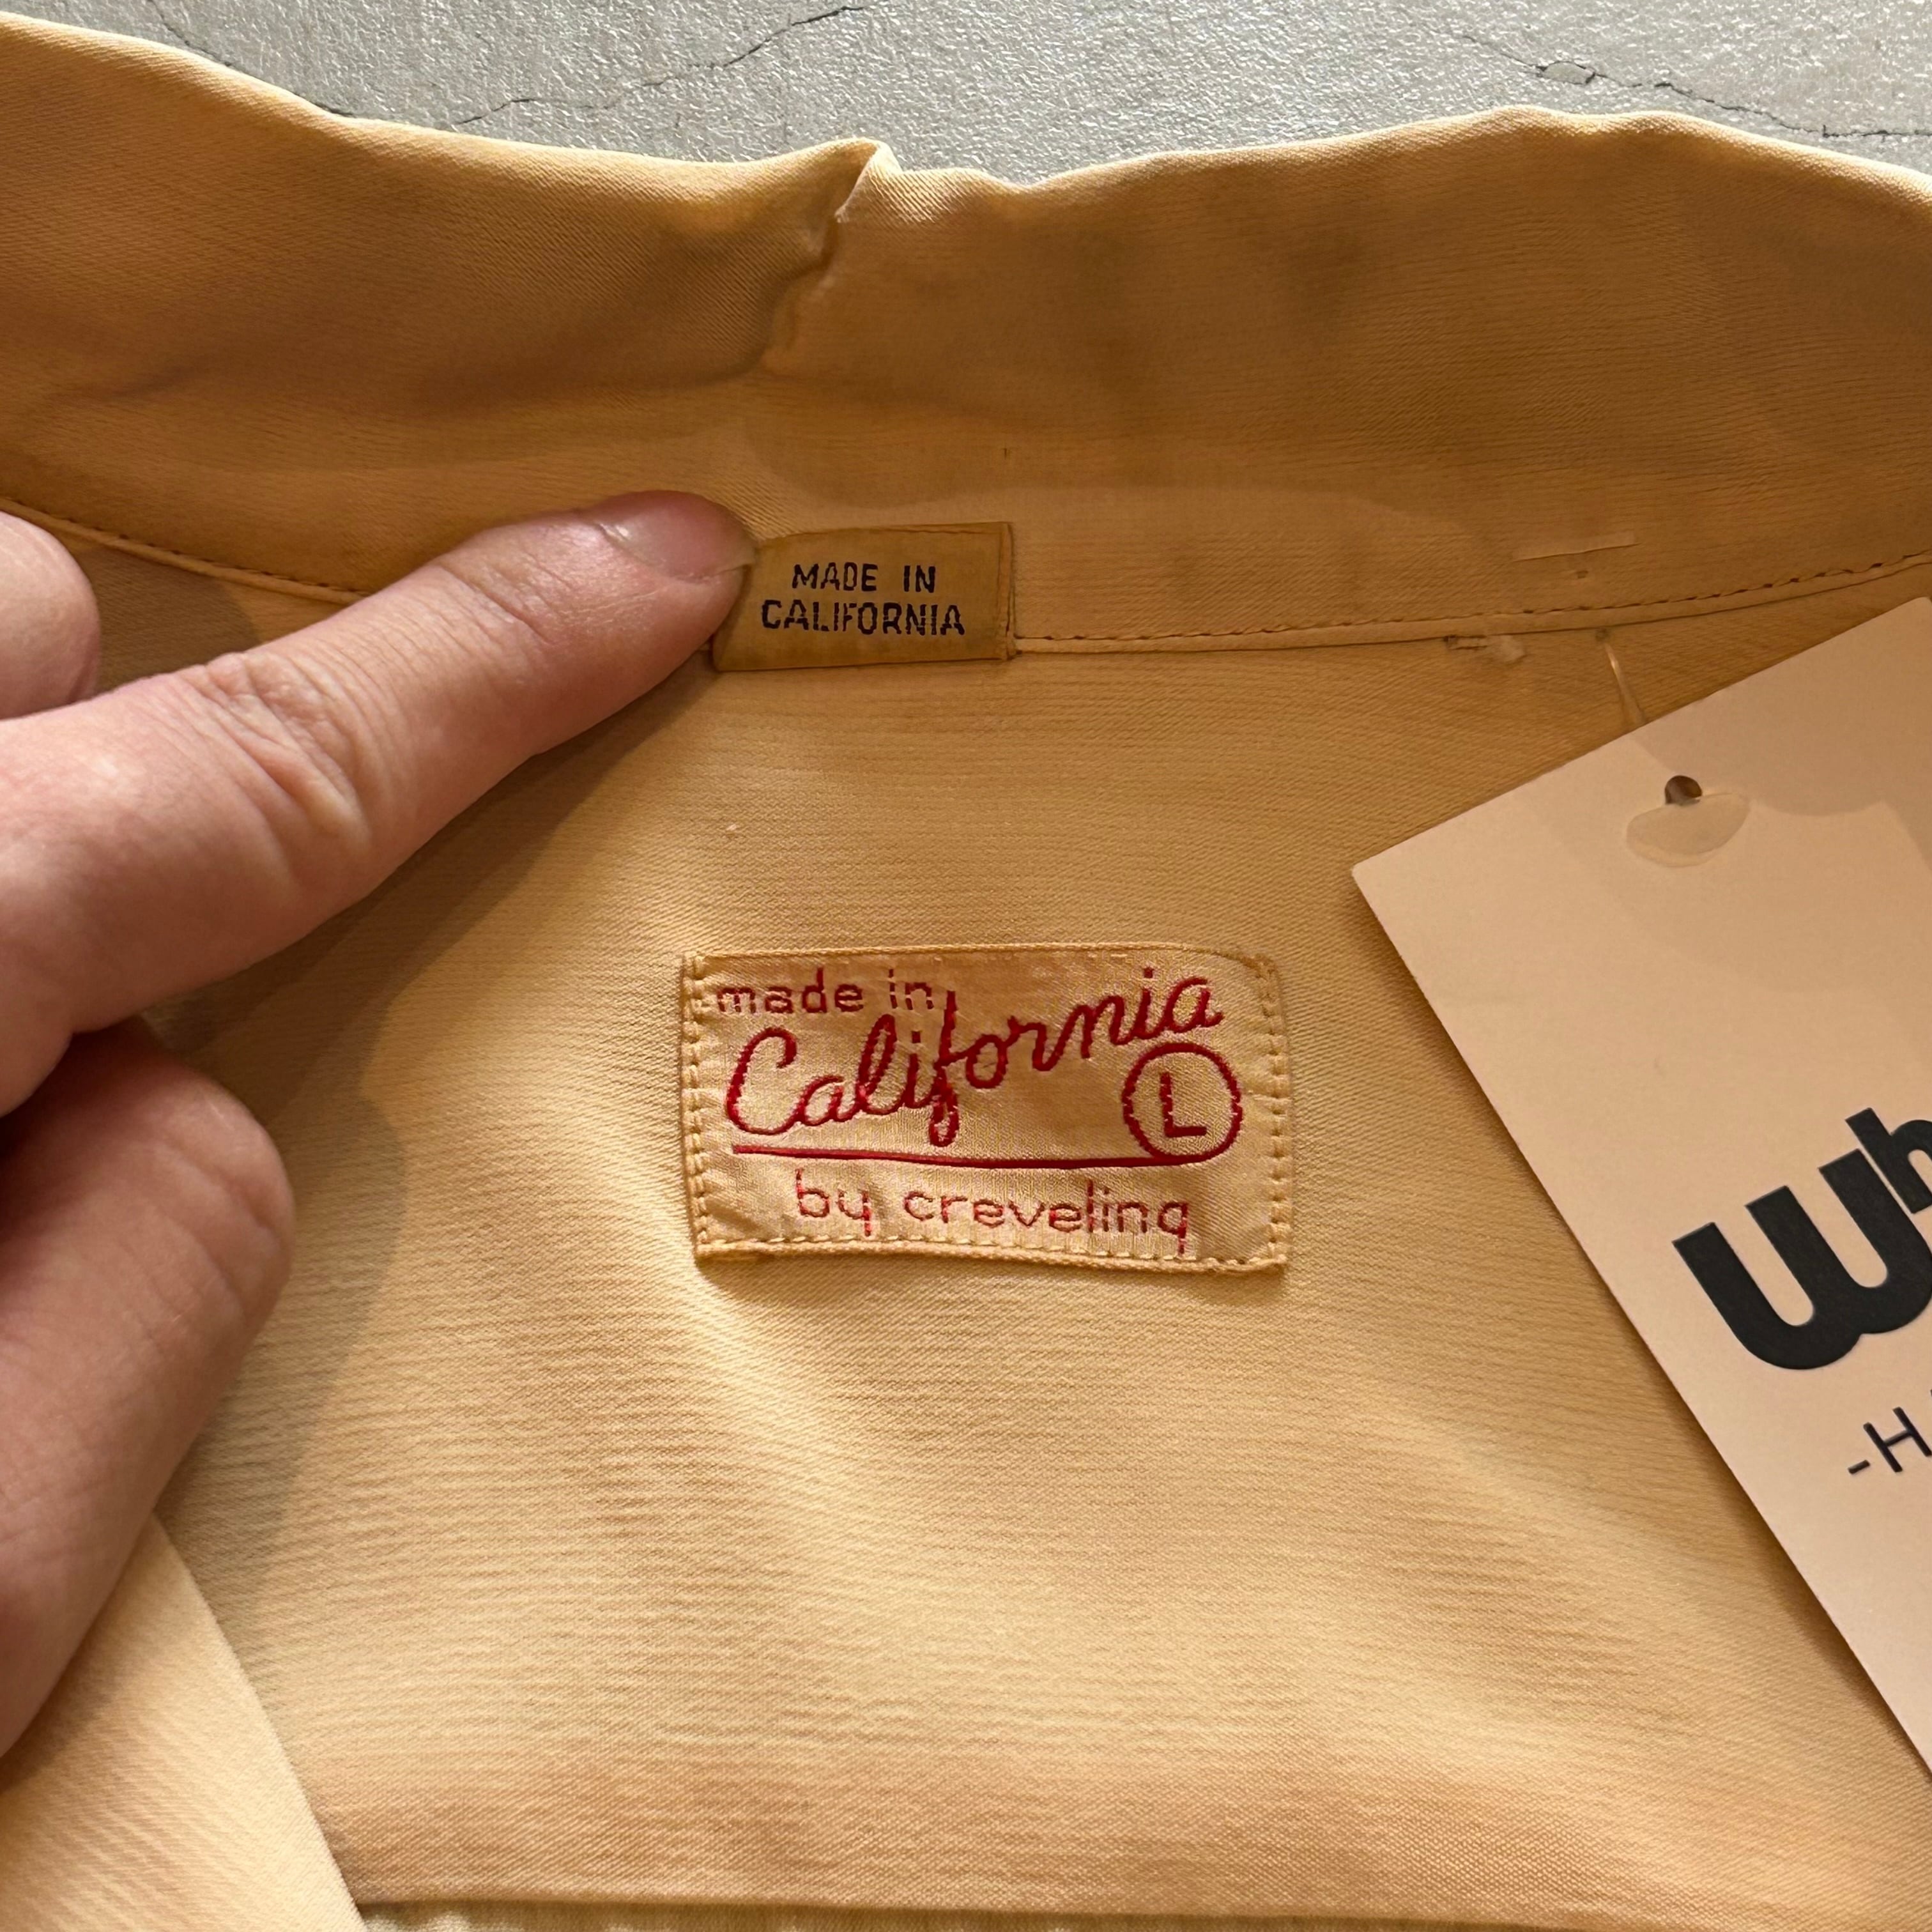 MADE IN
CALIFORNIA
made in
California
L
by creveling
Wh
-H